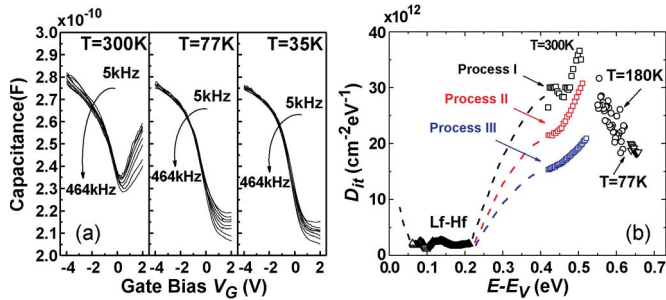 x10⁻¹⁰
T=300K
T=77K
T=35K
Capacitance(F)
2.9
2.8
2.7
2.6
2.5
2.4
2.3
2.2
2.1
2.0
5kHz
5kHz
5kHz
464kHz
464kHz
464kHz
(a)
-4 -2 0 2
-4 -2 0 2
-4 -2 0 2
Gate Bias V_G (V)
x10¹²
40
30
20
10
0
D_it (cm⁻²eV⁻¹)
Process I
T=300K
Process II
Process III
T=180K
T=77K
Lf-Hf
(b)
0.0 0.1 0.2 0.3 0.4 0.5 0.6 0.7
E-E_V (eV)